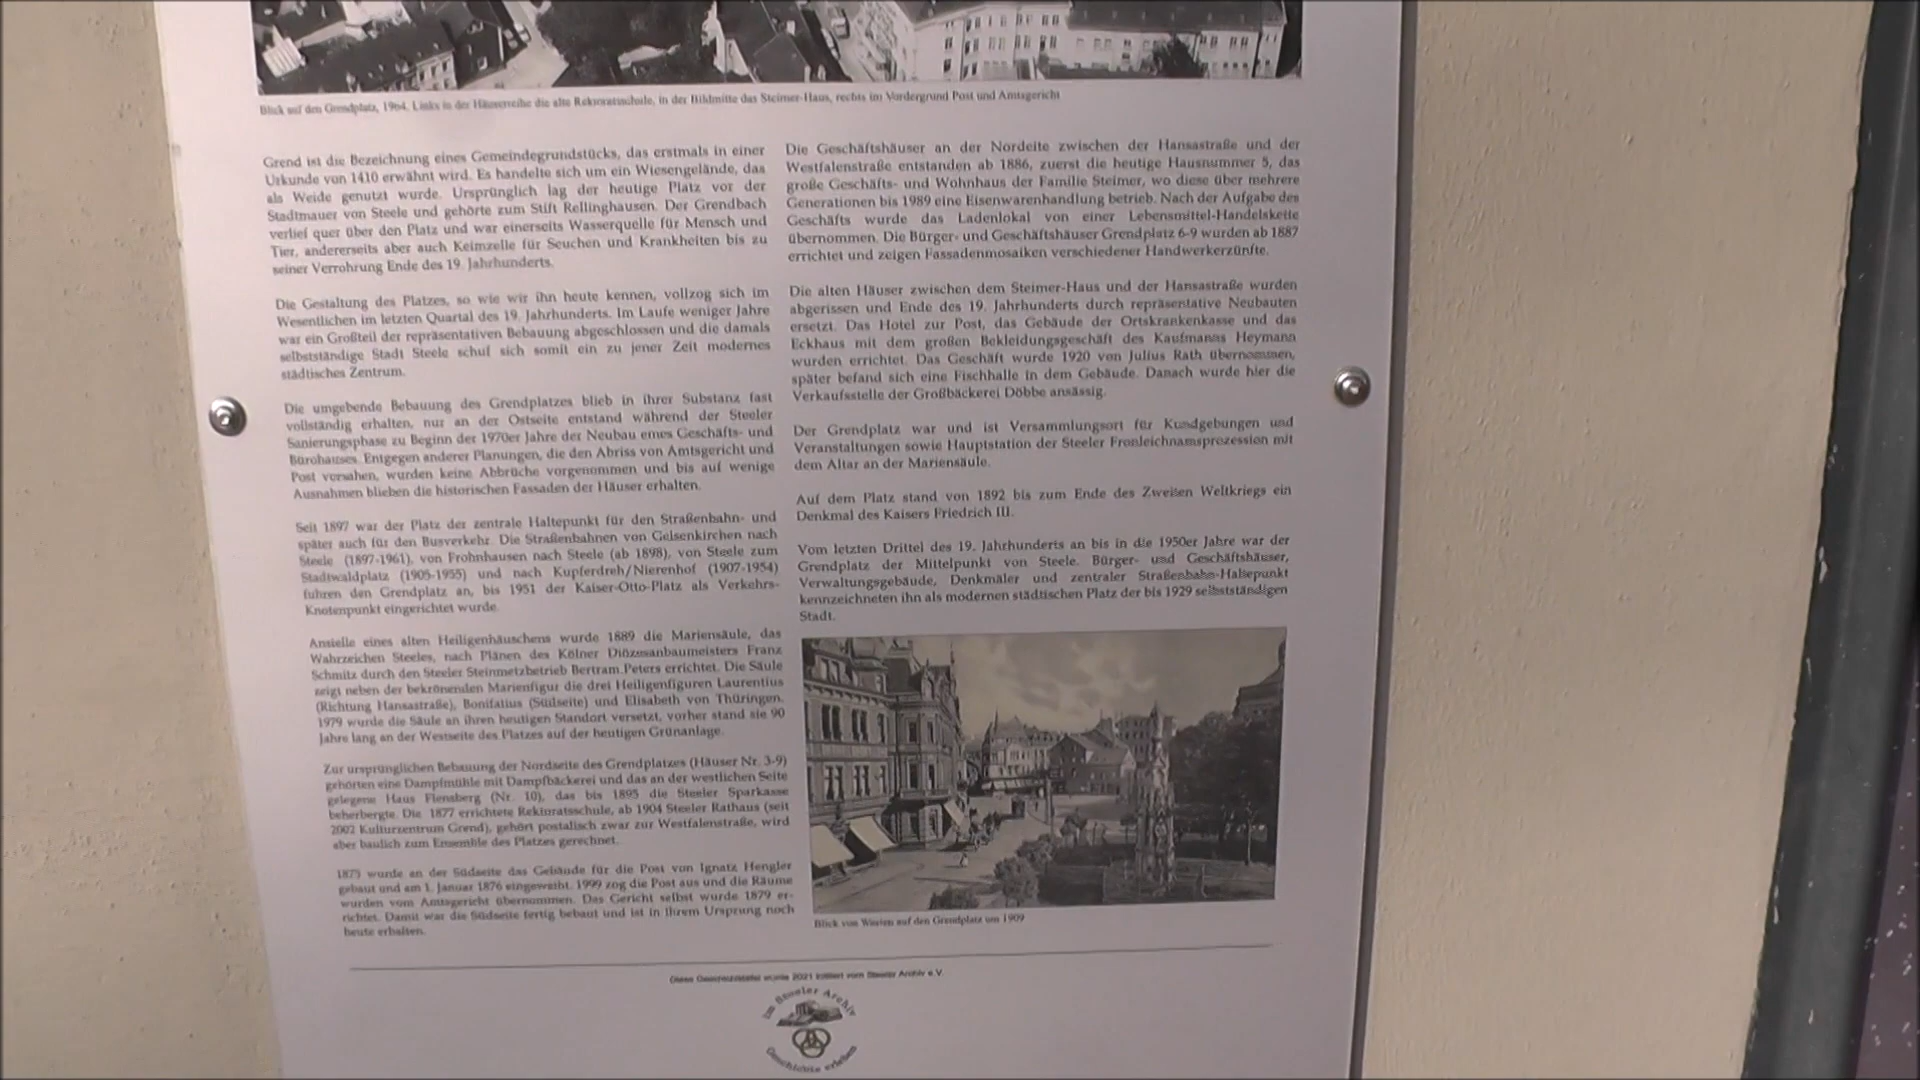 Blick auf den Grendplatz, 1964. Links in der Häuserreihe die alte Rektoratsschule, in der Bildmitte das Steimer-Haus, rechts im Vordergrund Post und Amtsgericht
Grend ist die Bezeichnung eines Gemeindegrundstücks, das erstmals in einer
Urkunde von 1410 erwähnt wird. Es handelte sich um ein Wiesengelände, das
als Weide genutzt wurde. Ursprünglich lag der heutige Platz vor der
Stadtmauer von Steele und gehörte zum Stift Rellinghausen. Der Grendbach
verlief quer über den Platz und war einerseits Wasserquelle für Mensch und
Tier, andererseits aber auch Keimzelle für Seuchen und Krankheiten bis zu
seiner Verrohrung Ende des 19. Jahrhunderts.
Die Gestaltung des Platzes, so wie wir ihn heute kennen, vollzog sich im
Wesentlichen im letzten Quartal des 19. Jahrhunderts. Im Laufe weniger Jahre
war ein Großteil der repräsentativen Bebauung abgeschlossen und die damals
selbstständige Stadt Steele schuf sich somit ein zu jener Zeit modernes
städtisches Zentrum.
Die umgebende Bebauung des Grendplatzes blieb in ihrer Substanz fast
vollständig erhalten, nur an der Ostseite entstand während der Steeler
Sanierungsphase zu Beginn der 1970er Jahre der Neubau eines Geschäfts- und
Bürohauses. Entgegen anderer Planungen, die den Abriss von Amtsgericht und
Post vorsahen, wurden keine Abbrüche vorgenommen und bis auf wenige
Ausnahmen blieben die historischen Fassaden der Häuser erhalten.
Seit 1897 war der Platz der zentrale Haltepunkt für den Straßenbahn- und
später auch für den Busverkehr. Die Straßenbahnen von Gelsenkirchen nach
Steele (1897-1961), von Frohnhausen nach Steele (ab 1898), von Steele zum
Stadtwaldplatz (1905-1955) und nach Kupferdreh/Nierenhof (1907-1954)
fuhren den Grendplatz an, bis 1951 der Kaiser-Otto-Platz als Verkehrs-
Knotenpunkt eingerichtet wurde.
Anstelle eines alten Heiligenhäuschens wurde 1889 die Mariensäule, das
Wahrzeichen Steeles, nach Plänen des Kölner Diözesanbaumeisters Franz
Schmitz durch den Steeler Steinmetzbetrieb Bertram Peters errichtet. Die Säule
zeigt neben der bekrönenden Marienfigur die drei Heiligenfiguren Laurentius
(Richtung Hansastraße), Bonifatius (Südseite) und Elisabeth von Thüringen.
1979 wurde die Säule an ihren heutigen Standort versetzt, vorher stand sie 90
Jahre lang an der Westseite des Platzes auf der heutigen Grünanlage.
Zur ursprünglichen Bebauung der Nordseite des Grendplatzes (Häuser Nr. 3-9)
gehörten eine Dampfmühle mit Dampfbäckerei und das an der westlichen Seite
gelegene Haus Flensberg (Nr. 10), das bis 1895 die Steeler Sparkasse
beherbergte. Die 1877 errichtete Rektoratsschule, ab 1904 Steeler Rathaus (seit
2002 Kulturzentrum Grend), gehört postalisch zwar zur Westfalenstraße, wird
aber baulich zum Ensemble des Platzes gerechnet.
1875 wurde an der Südseite das Gebäude für die Post von Ignatz Hengler
gebaut und am 1. Januar 1876 eingeweiht. 1999 zog die Post aus und die Räume
wurden vom Amtsgericht übernommen. Das Gericht selbst wurde 1879 er-
richtet. Damit war die Südseite fertig bebaut und ist in ihrem Ursprung noch
heute erhalten.
Die Geschäftshäuser an der Nordeite zwischen der Hansastraße und der
Westfalenstraße entstanden ab 1886, zuerst die heutige Hausnummer 5, das
große Geschäfts- und Wohnhaus der Familie Steimer, wo diese über mehrere
Generationen bis 1989 eine Eisenwarenhandlung betrieb. Nach der Aufgabe des
Geschäfts wurde das Ladenlokal von einer Lebensmittel-Handelskette
übernommen. Die Bürger- und Geschäftshäuser Grendplatz 6-9 wurden ab 1887
errichtet und zeigen Fassadenmosaiken verschiedener Handwerkerzünfte.
Die alten Häuser zwischen dem Steimer-Haus und der Hansastraße wurden
abgerissen und Ende des 19. Jahrhunderts durch repräsentative Neubauten
ersetzt. Das Hotel zur Post, das Gebäude der Ortskrankenkasse und das
Eckhaus mit dem großen Bekleidungsgeschäft des Kaufmanns Heymann
wurden errichtet. Das Geschäft wurde 1920 von Julius Rath übernommen,
später befand sich eine Fischhalle in dem Gebäude. Danach wurde hier die
Verkaufsstelle der Großbäckerei Döbbe ansässig.
Der Grendplatz war und ist Versammlungsort für Kundgebungen und
Veranstaltungen sowie Hauptstation der Steeler Fronleichnamsprozession mit
dem Altar an der Mariensäule.
Auf dem Platz stand von 1892 bis zum Ende des Zweiten Weltkriegs ein
Denkmal des Kaisers Friedrich III.
Vom letzten Drittel des 19. Jahrhunderts an bis in die 1950er Jahre war der
Grendplatz der Mittelpunkt von Steele. Bürger- und Geschäftshäuser,
Verwaltungsgebäude, Denkmäler und zentraler Straßenbahn-Haltepunkt
kennzeichneten ihn als modernen städtischen Platz der bis 1929 selbstständigen
Stadt.
Blick von Westen auf den Grendplatz um 1909
Diese Geschichtstafel wurde 2021 initiiert vom Steeler Archiv e.V.
Im Steeler Archiv
Geschichte erleben